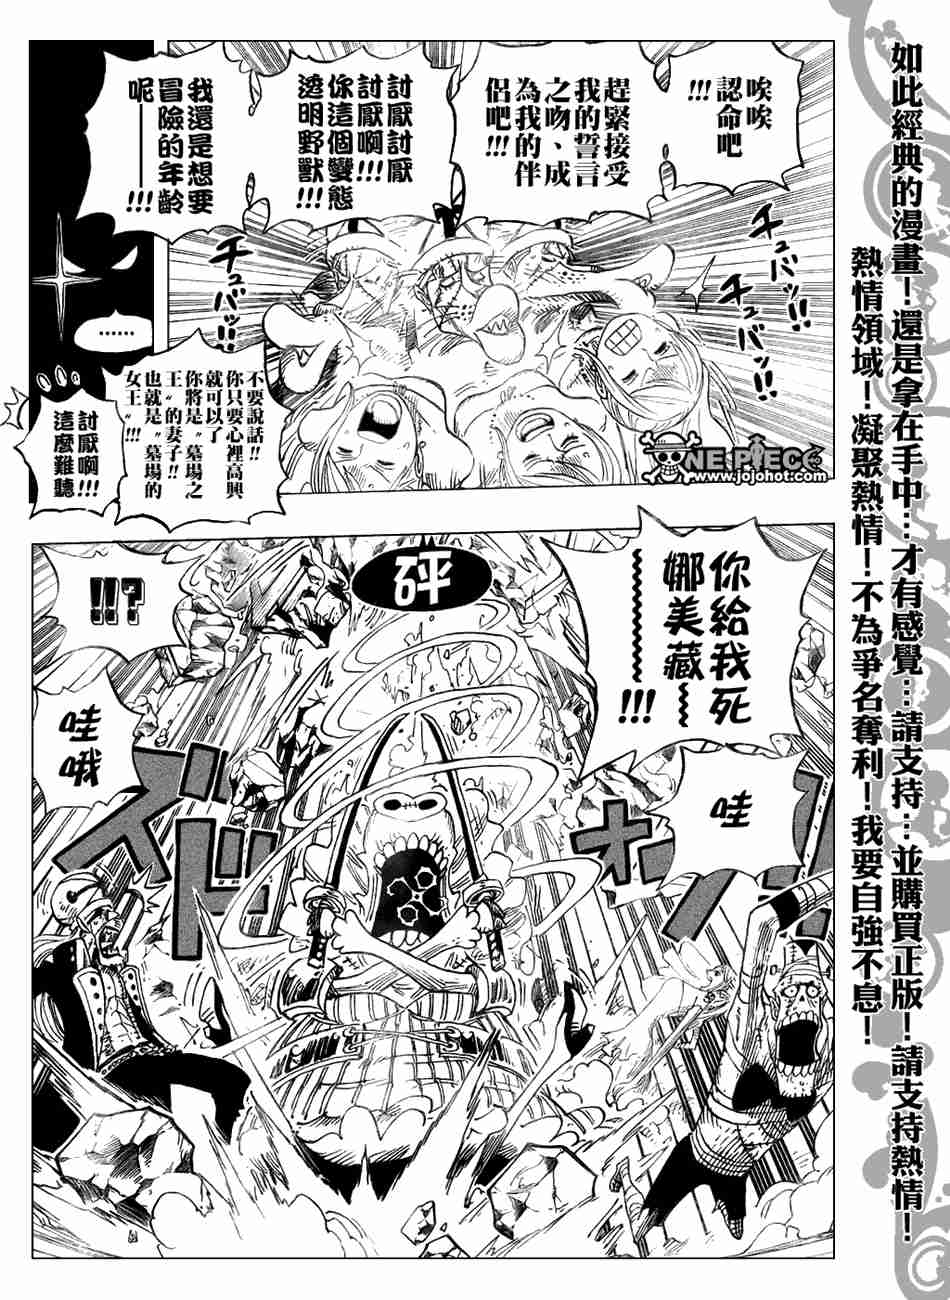 如此經典的漫畫！還是拿在手中…才有感覺…請支持…並購買正版！請支持熱情！
熱情領域！凝聚熱情！不為爭名奪利！我要自強不息！
唉唉
認命吧
!!!
趕緊接受
我的誓言
之吻、成
為我的伴
侶吧!!!
討厭討厭
討厭啊!!!
你這個變態
透明野獸!!!
我還是想要
冒險的年齡
呢——!!!
チュバッ!!
チュバッ!!
……
不要說話!!
你只要心裡高興
就可以了
你將是〝墓場之
王〞的妻子!!
也就是〝墓場的
女王〞!!!
討厭啊!!!
這麼難聽
ONE PIECE
www.jojohot.com
你給我死
娜美藏~
~~~~!!!
砰
!!?
哇
哦
哇
ズドォン!!